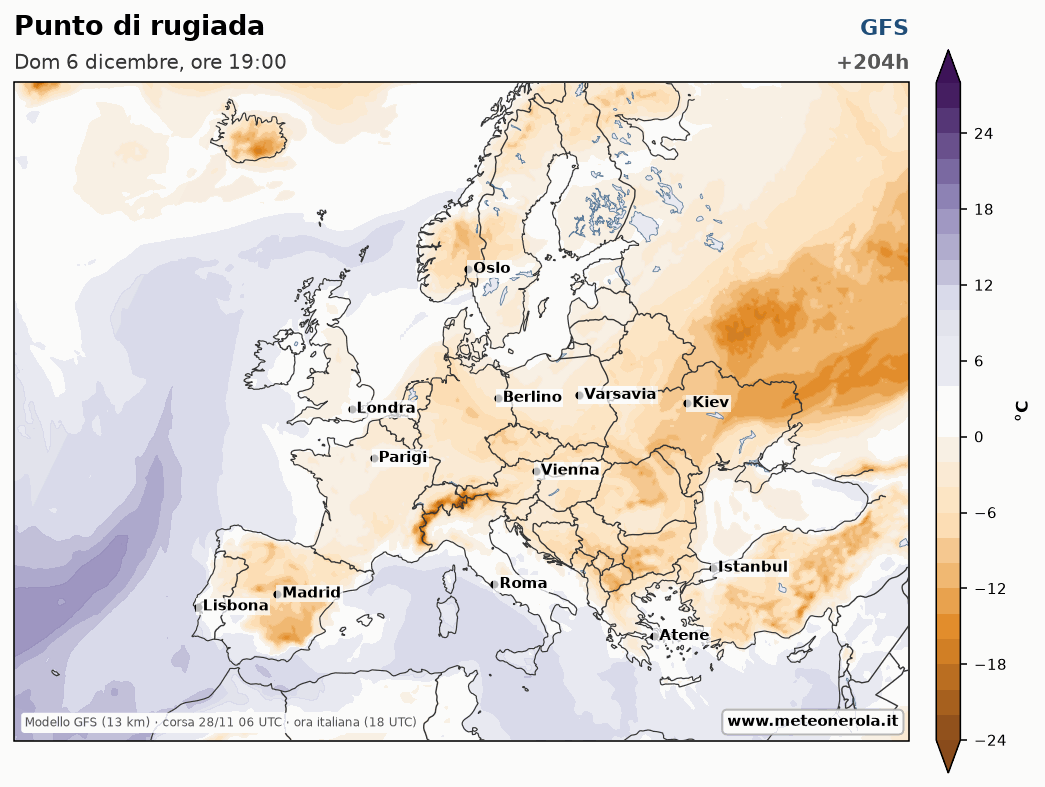 Punto di rugiada
GFS
Dom 6 dicembre, ore 19:00
+204h
Oslo
Berlino
Varsavia
Kiev
Londra
Parigi
Vienna
Istanbul
Roma
Madrid
Lisbona
Atene
24
18
12
6
0
−6
−12
−18
−24
°C
Modello GFS (13 km) · corsa 28/11 06 UTC · ora italiana (18 UTC)
www.meteonerola.it